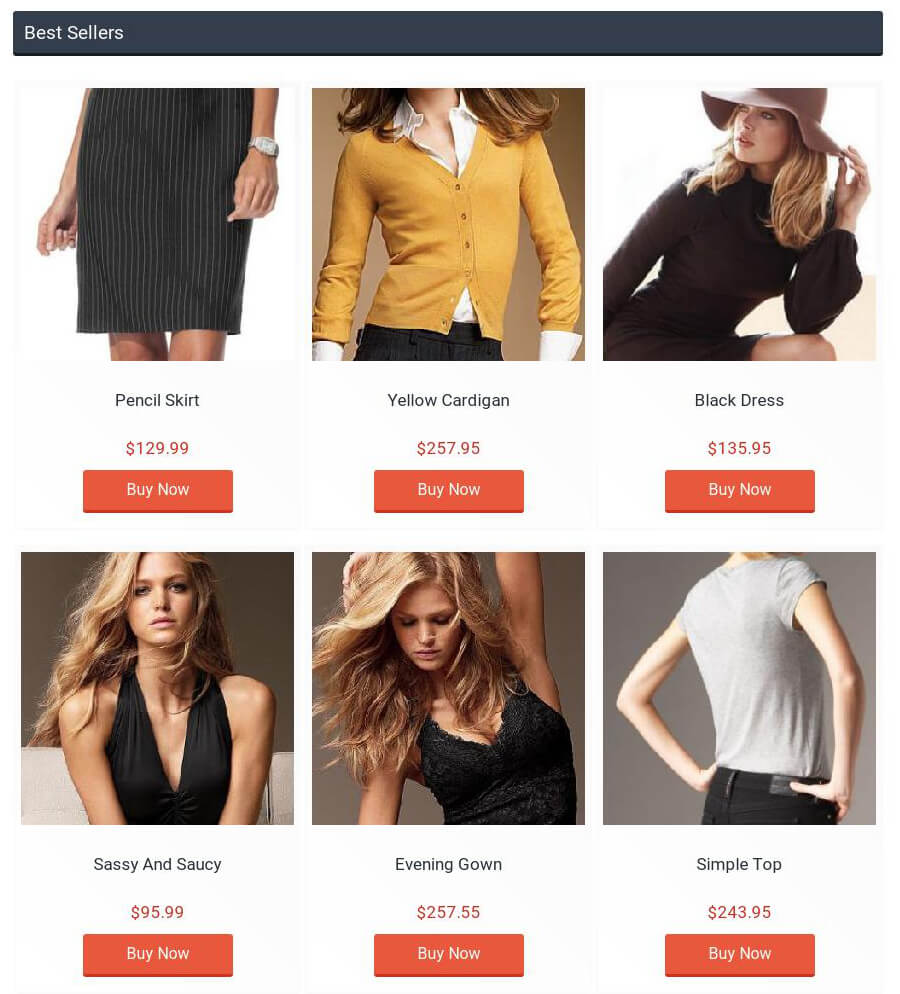 Best Sellers
Pencil Skirt
Yellow Cardigan
Black Dress
$129.99
$257.95
$135.95
Buy Now
Buy Now
Buy Now
Sassy And Saucy
Evening Gown
Simple Top
$95.99
$257.55
$243.95
Buy Now
Buy Now
Buy Now